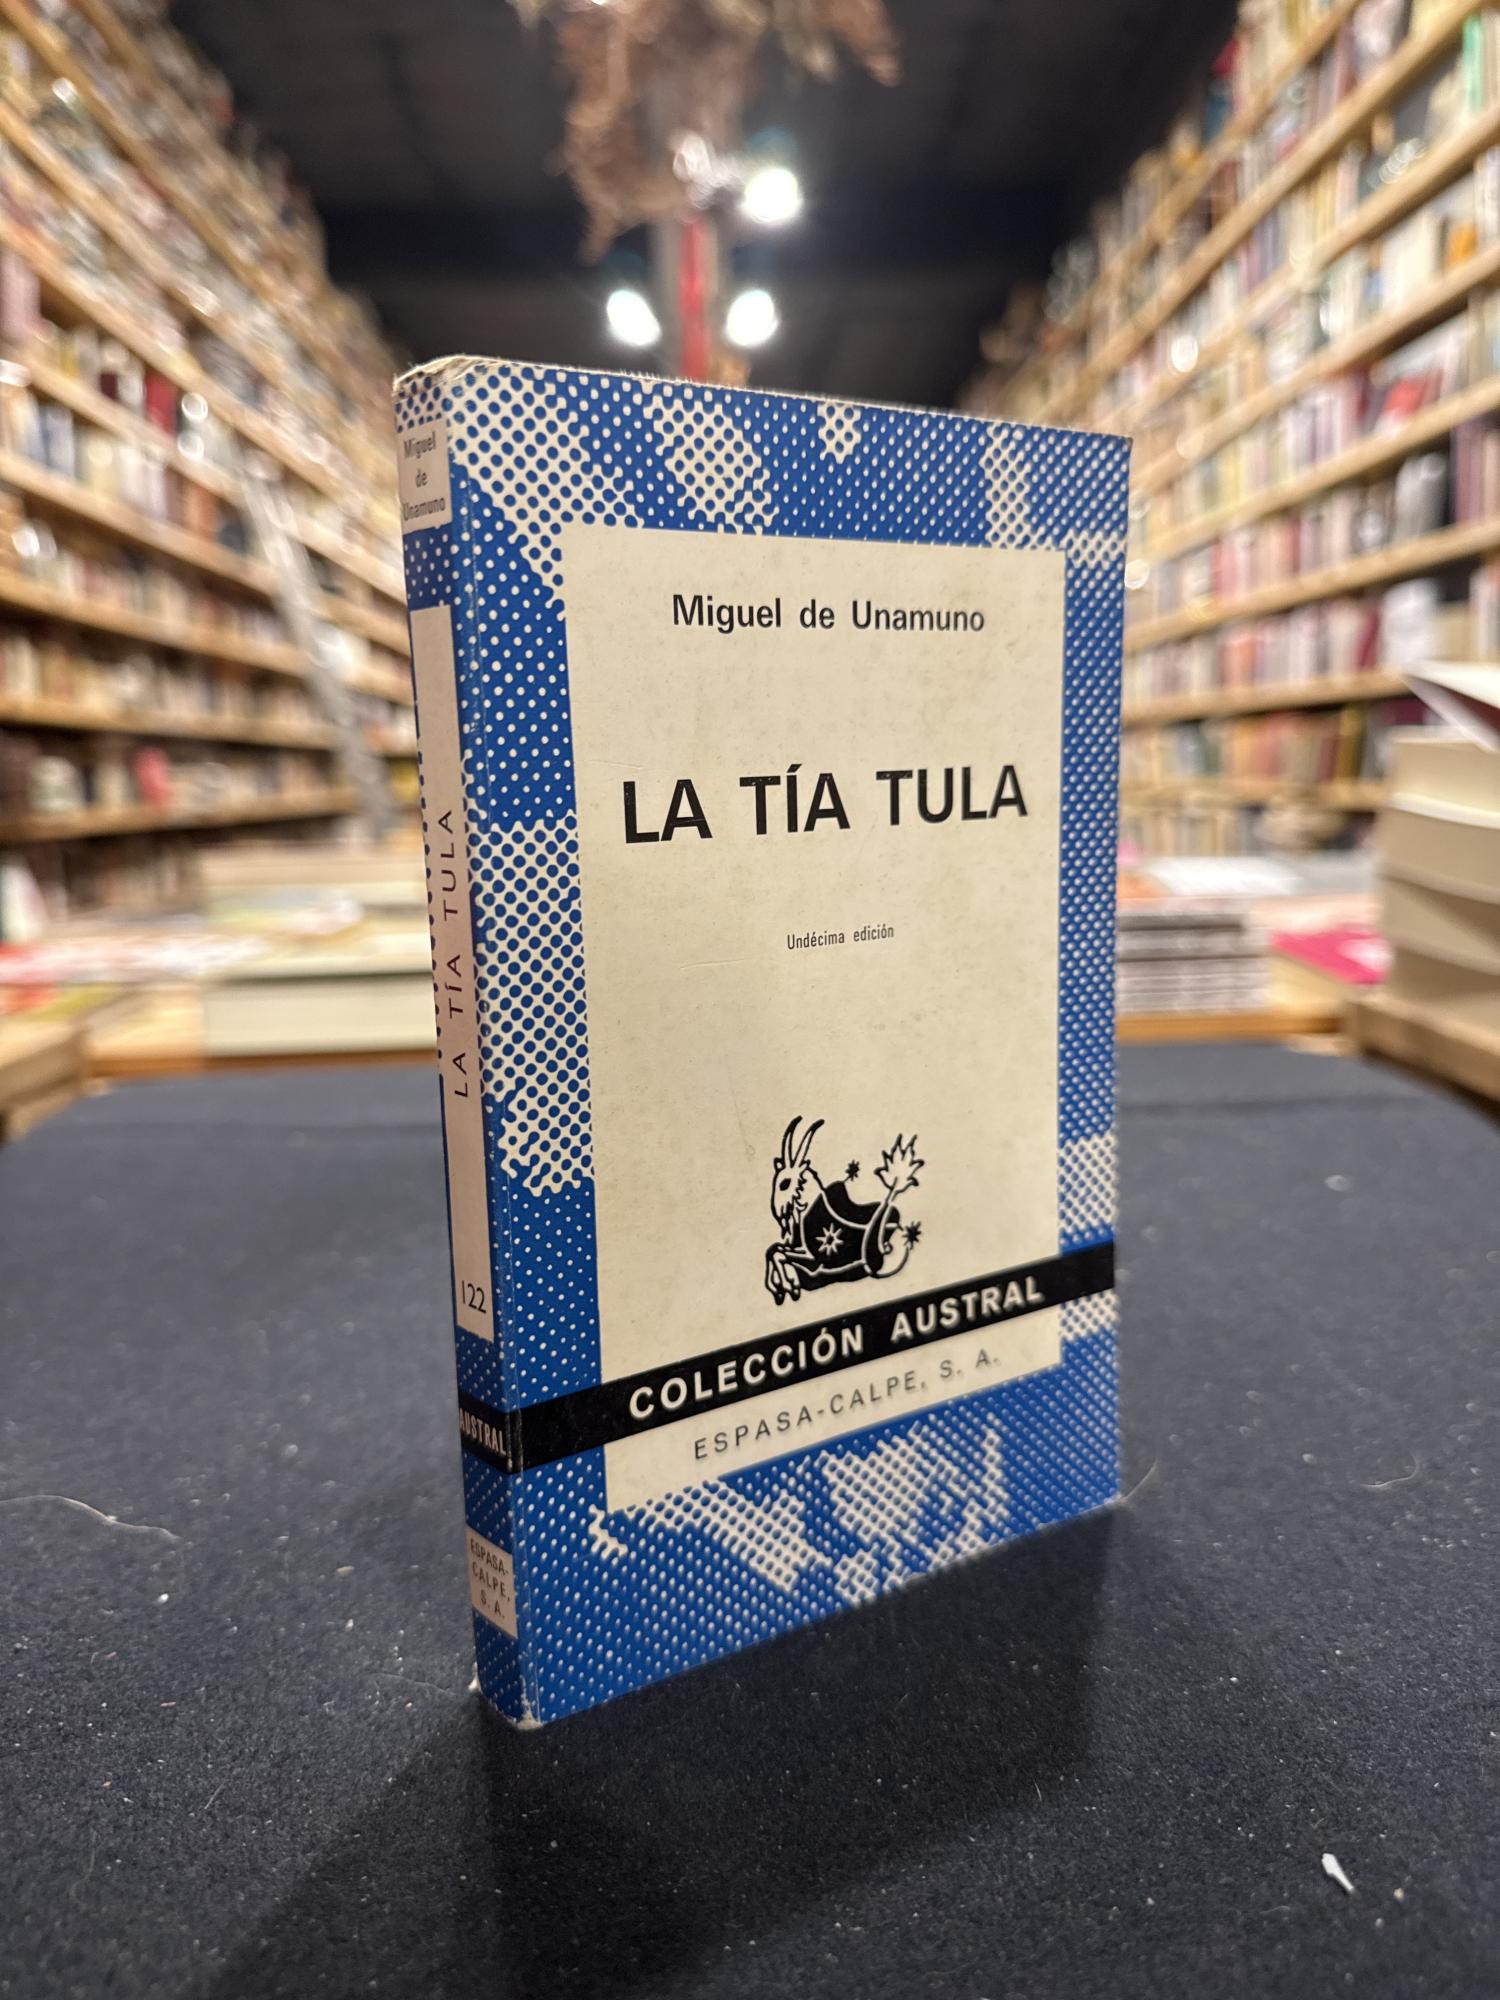 Miguel
de
Unamuno
LA TÍA TULA
122
AUSTRAL
ESPASA-
CALPE,
S. A.
Miguel de Unamuno
LA TÍA TULA
Undécima edición
COLECCIÓN AUSTRAL
ESPASA-CALPE, S. A.